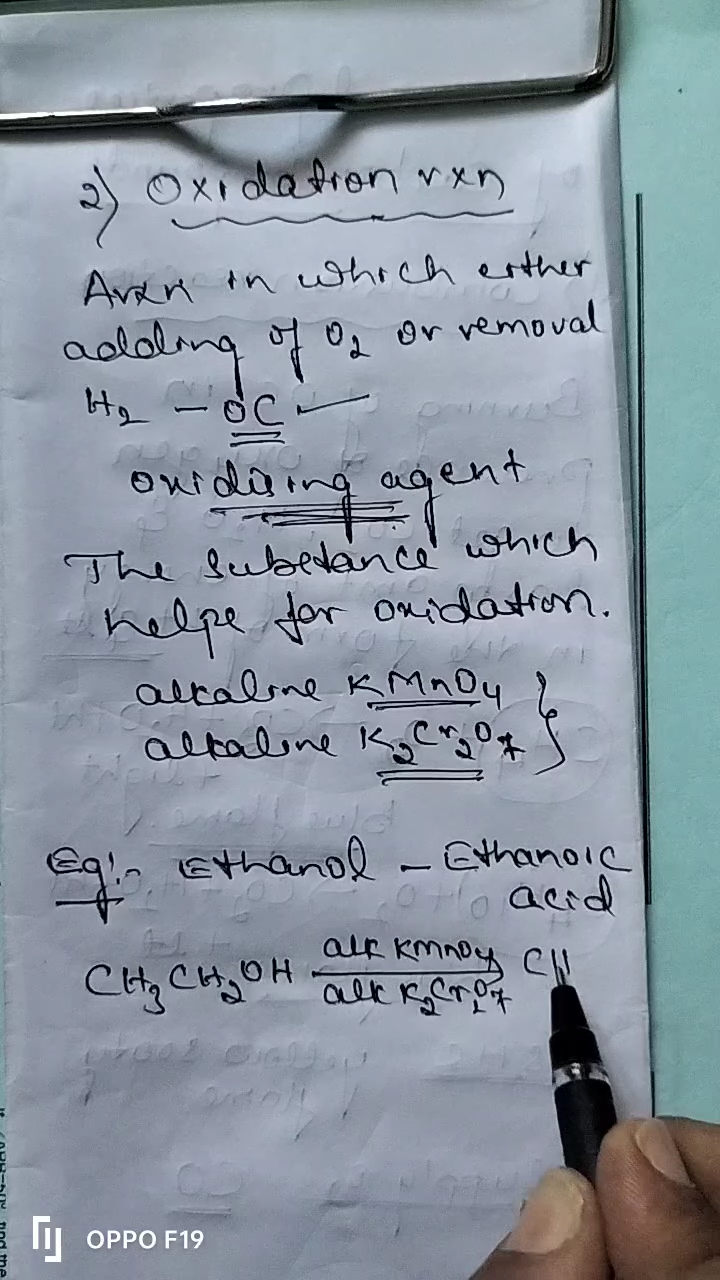 2) Oxidation rxn
A rxn in which either
adding of O₂ or removal
H₂ - OC
oxidising agent
The substance which
helps for oxidation.
alkaline KMnO₄
alkaline K₂Cr₂O₇ }
Eg:- Ethanol - Ethanoic
acid
alk KMnO₄
CH₃CH₂OH → CH
alk K₂Cr₂O₇
OPPO F19